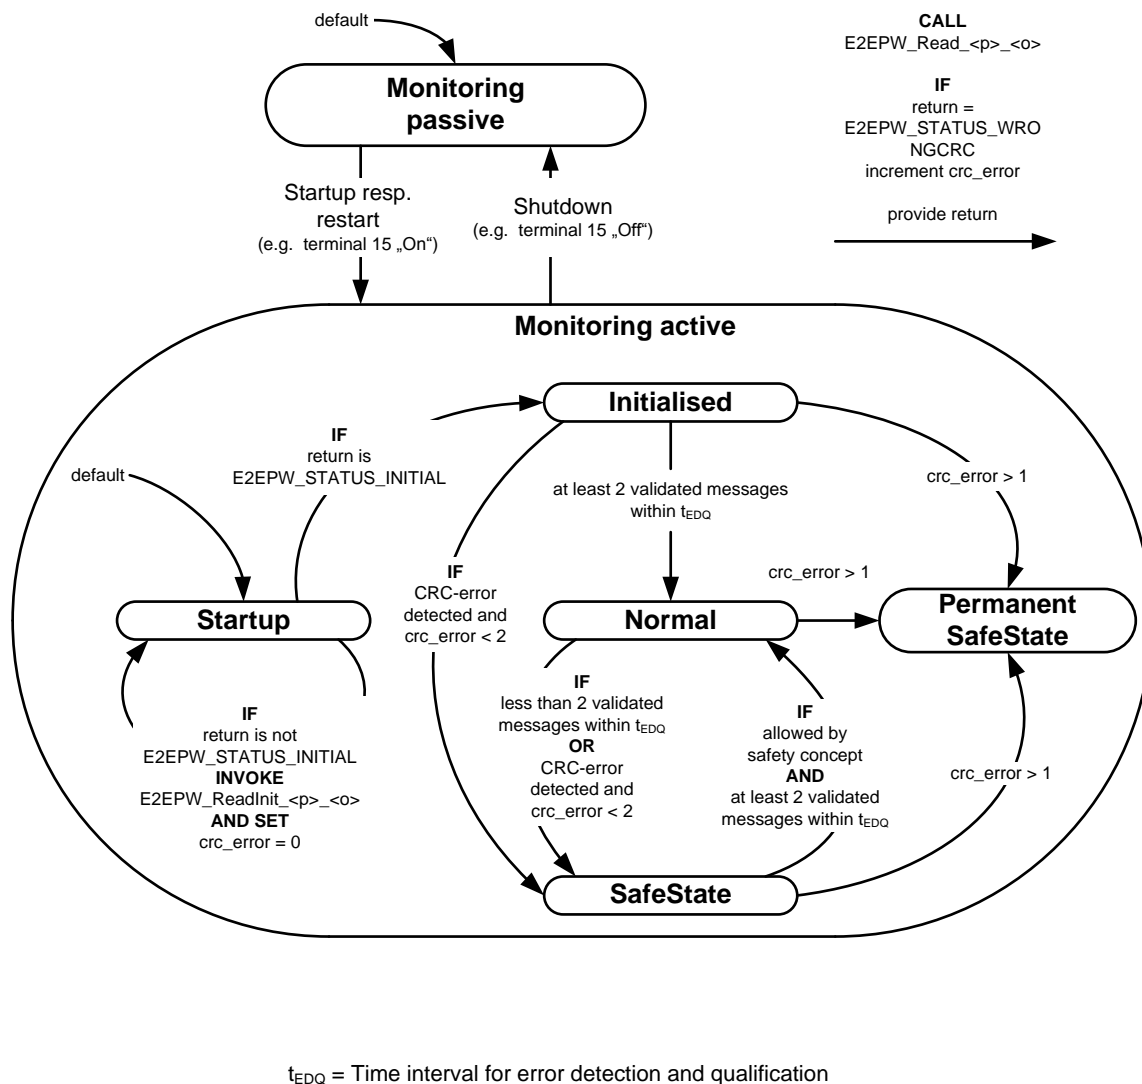 default
Monitoring
passive
CALL
E2EPW_Read_<p>_<o>
IF
return =
E2EPW_STATUS_WRO
NGCRC
increment crc_error
provide return
Startup resp.
restart
(e.g. terminal 15 „On“)
Shutdown
(e.g. terminal 15 „Off“)
Monitoring active
Initialised
IF
return is
E2EPW_STATUS_INITIAL
default
at least 2 validated messages
within tEDQ
crc_error > 1
IF
CRC-error
detected and
crc_error < 2
crc_error > 1
Startup
Normal
Permanent
SafeState
IF
return is not
E2EPW_STATUS_INITIAL
INVOKE
E2EPW_ReadInit_<p>_<o>
AND SET
crc_error = 0
IF
less than 2 validated
messages within tEDQ
OR
CRC-error
detected and
crc_error < 2
IF
allowed by
safety concept
AND
at least 2 validated
messages within tEDQ
crc_error > 1
SafeState
tEDQ = Time interval for error detection and qualification